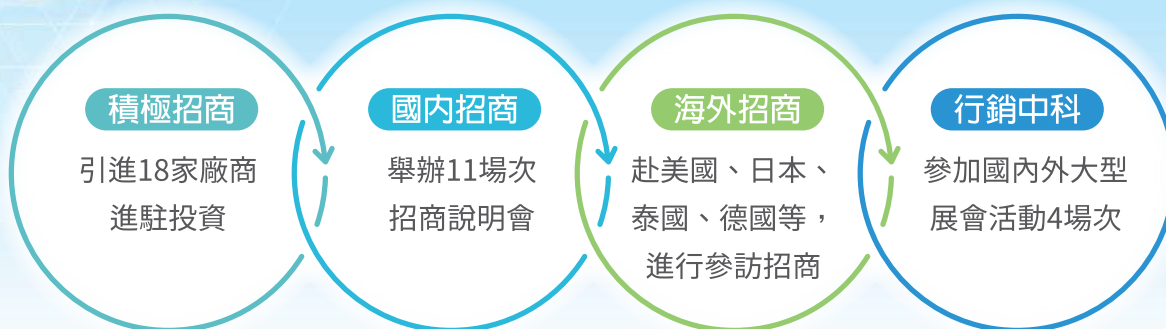 積極招商
引進18家廠商
進駐投資
國內招商
舉辦11場次
招商說明會
海外招商
赴美國、日本、
泰國、德國等，
進行參訪招商
行銷中科
參加國內外大型
展會活動4場次